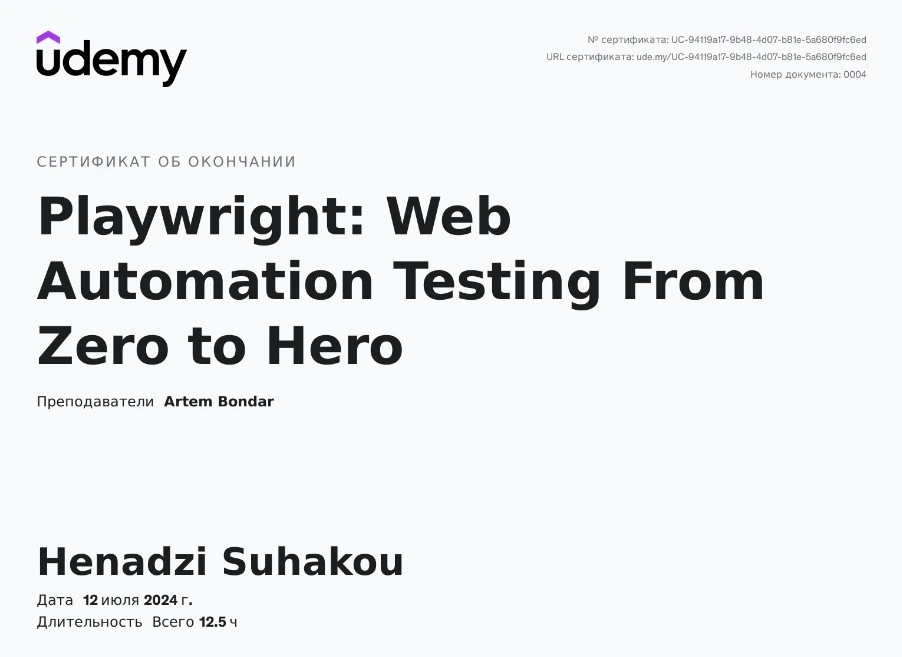 udemy
№ сертификата: UC-94119a17-9b48-4d07-b81e-5a680f9fc6ed
URL сертификата: ude.my/UC-94119a17-9b48-4d07-b81e-5a680f9fc6ed
Номер документа: 0004
СЕРТИФИКАТ ОБ ОКОНЧАНИИ
Playwright: Web
Automation Testing From
Zero to Hero
Преподаватели Artem Bondar
Henadzi Suhakou
Дата 12 июля 2024 г.
Длительность Всего 12.5 ч